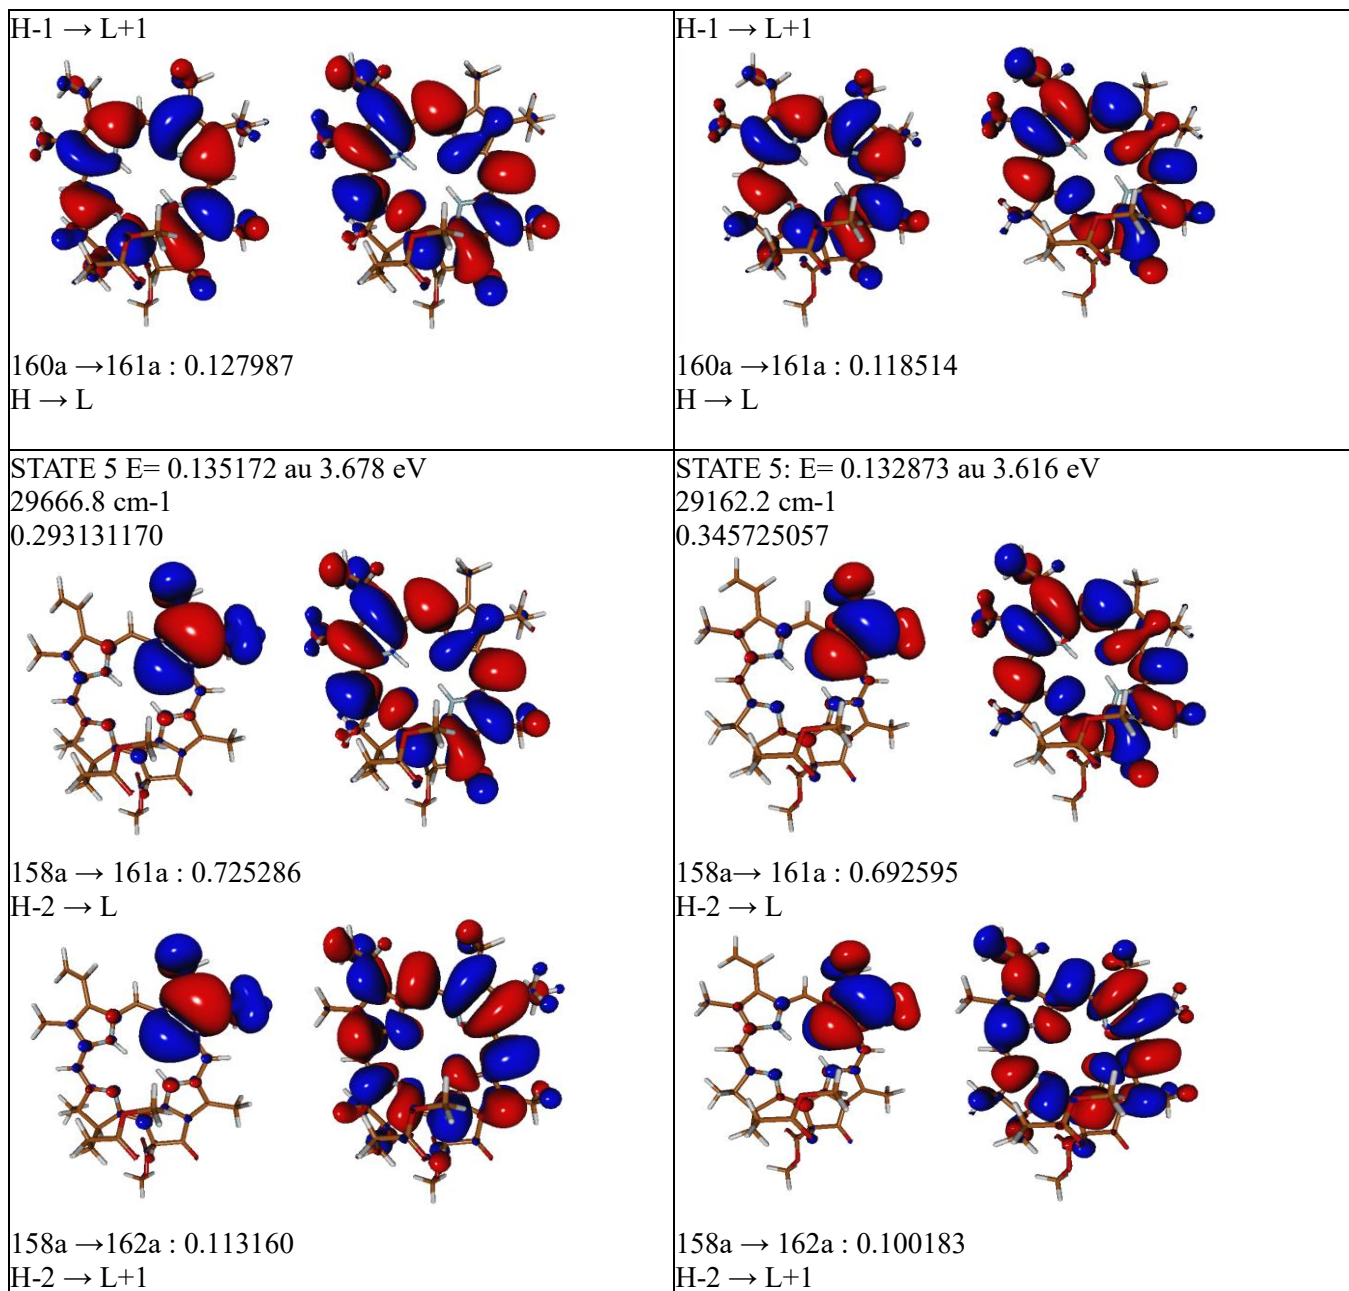 H-1 → L+1
160a →161a : 0.127987
H → L
H-1 → L+1
160a →161a : 0.118514
H → L
STATE 5 E= 0.135172 au 3.678 eV
29666.8 cm-1
0.293131170
158a → 161a : 0.725286
H-2 → L
158a →162a : 0.113160
H-2 → L+1
STATE 5: E= 0.132873 au 3.616 eV
29162.2 cm-1
0.345725057
158a→ 161a : 0.692595
H-2 → L
158a → 162a : 0.100183
H-2 → L+1